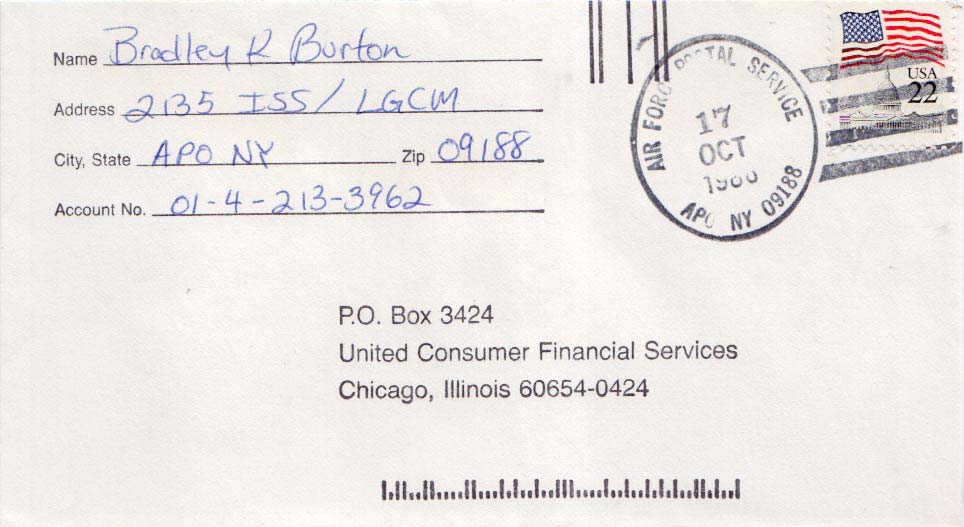 Name Bradley R Burton
Address 2135 ISS/LGCM
City, State APO NY Zip 09188
Account No. 01-4-213-3962
AIR FORCE POSTAL SERVICE
17
OCT
APO NY 09188
USA
22
P.O. Box 3424
United Consumer Financial Services
Chicago, Illinois 60654-0424